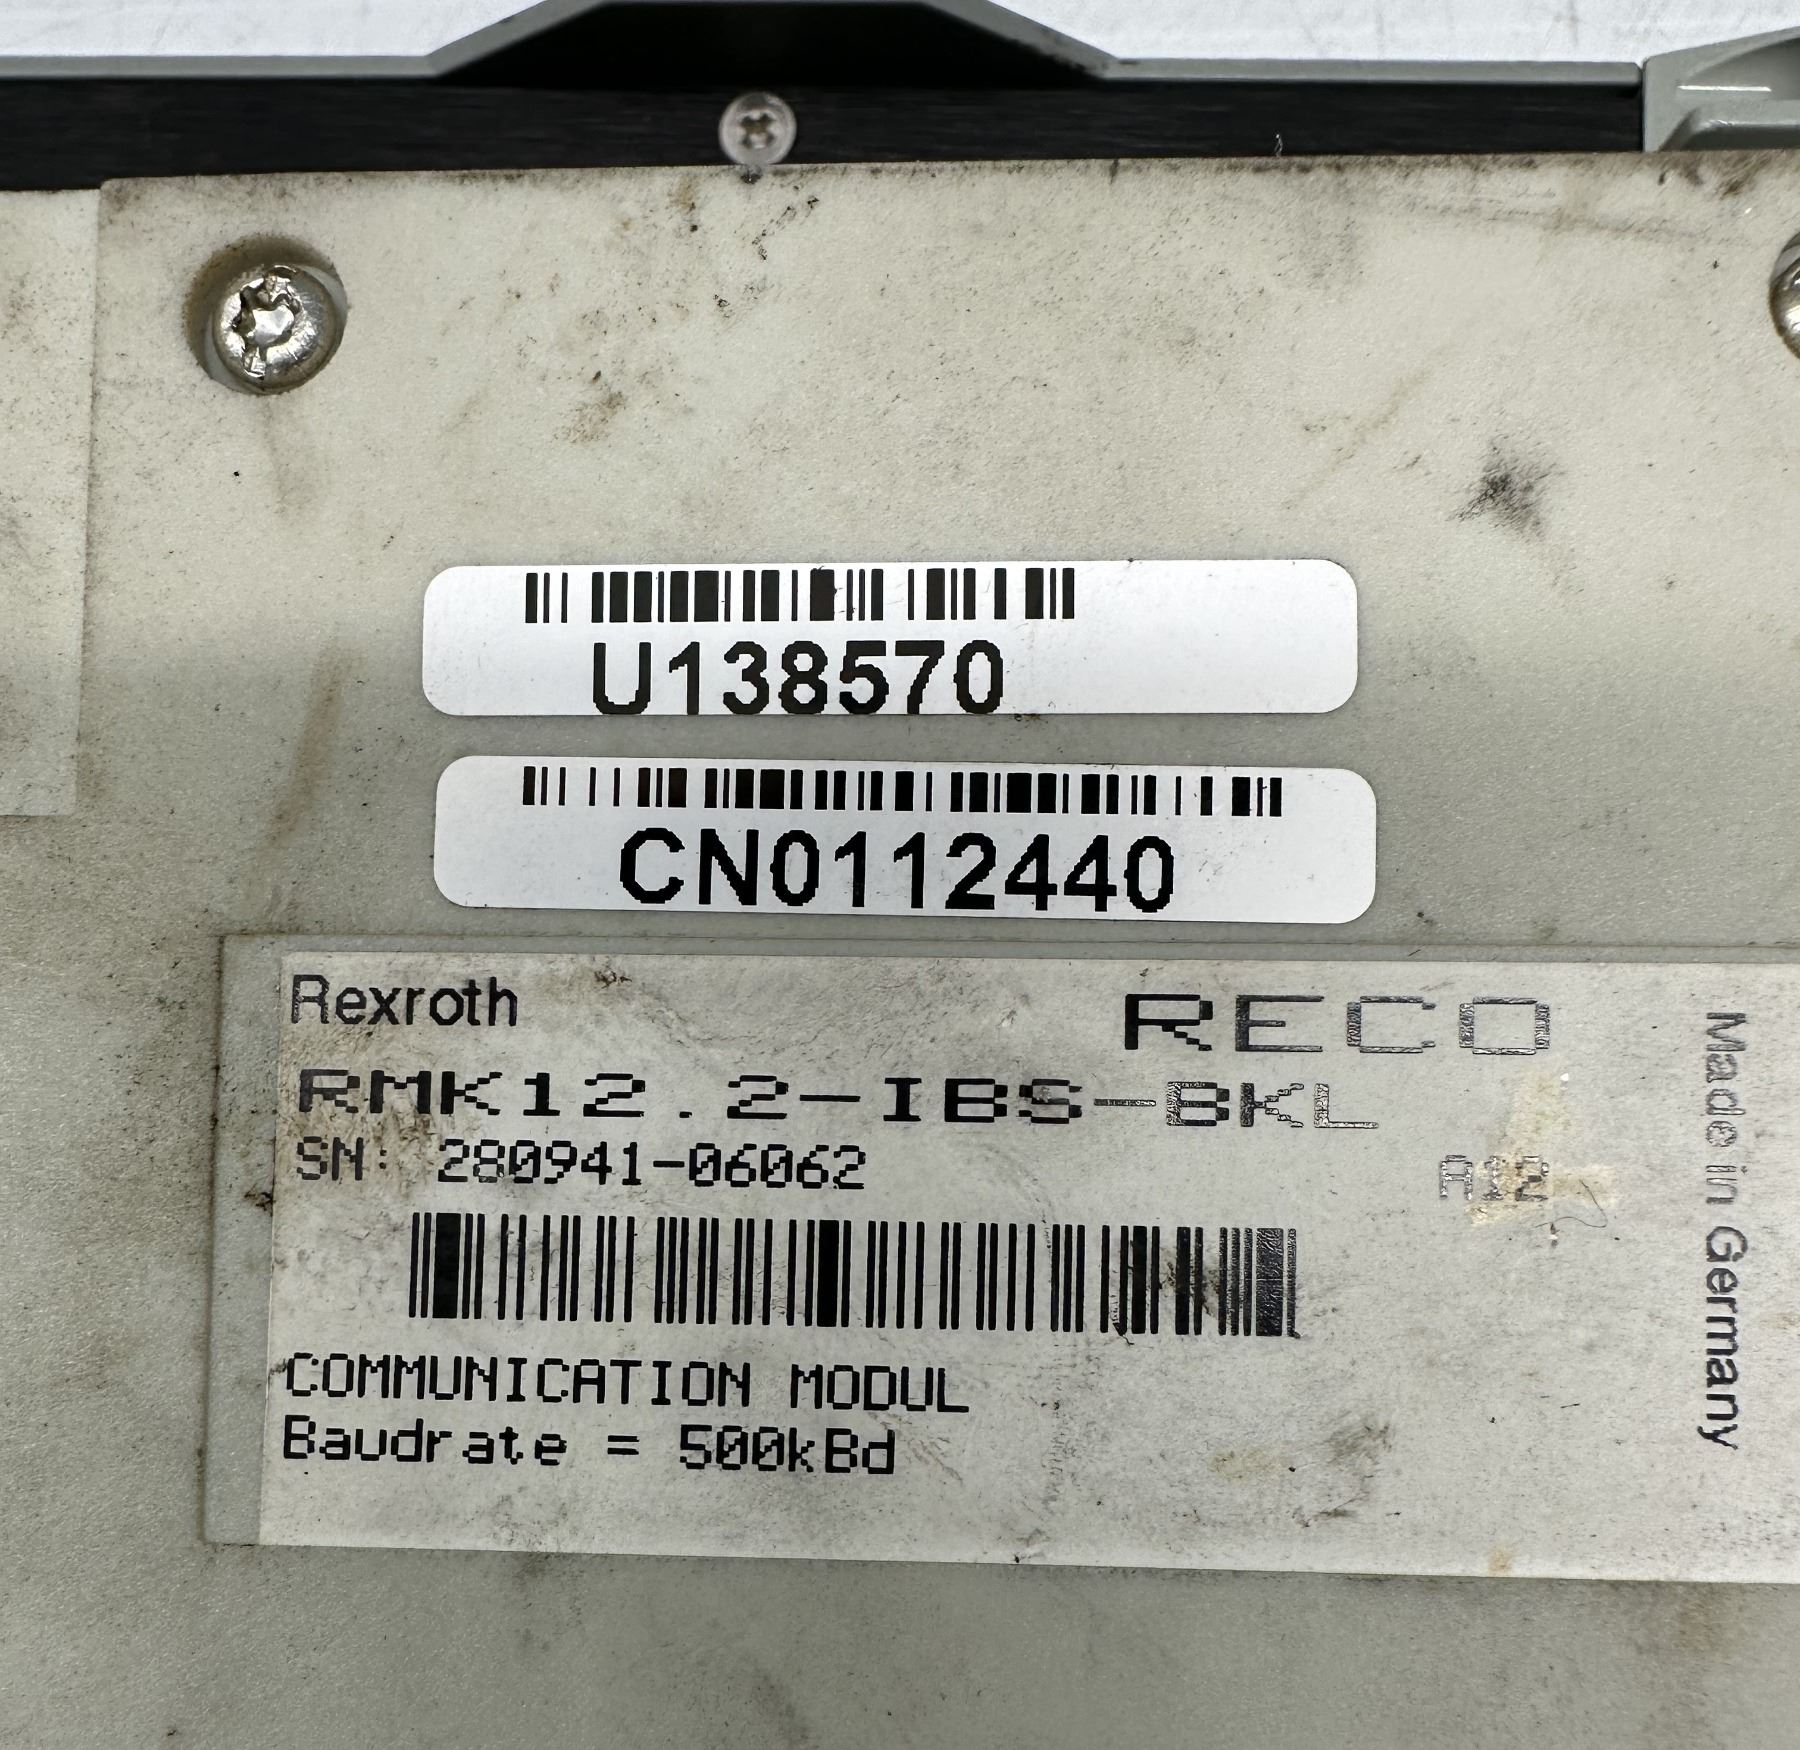 U138570
CN0112440
Rexroth RECO
RMK12.2-IBS-BKL
SN: 280941-06062 A12
COMMUNICATION MODUL
Baudrate = 500kBd
Made in Germany